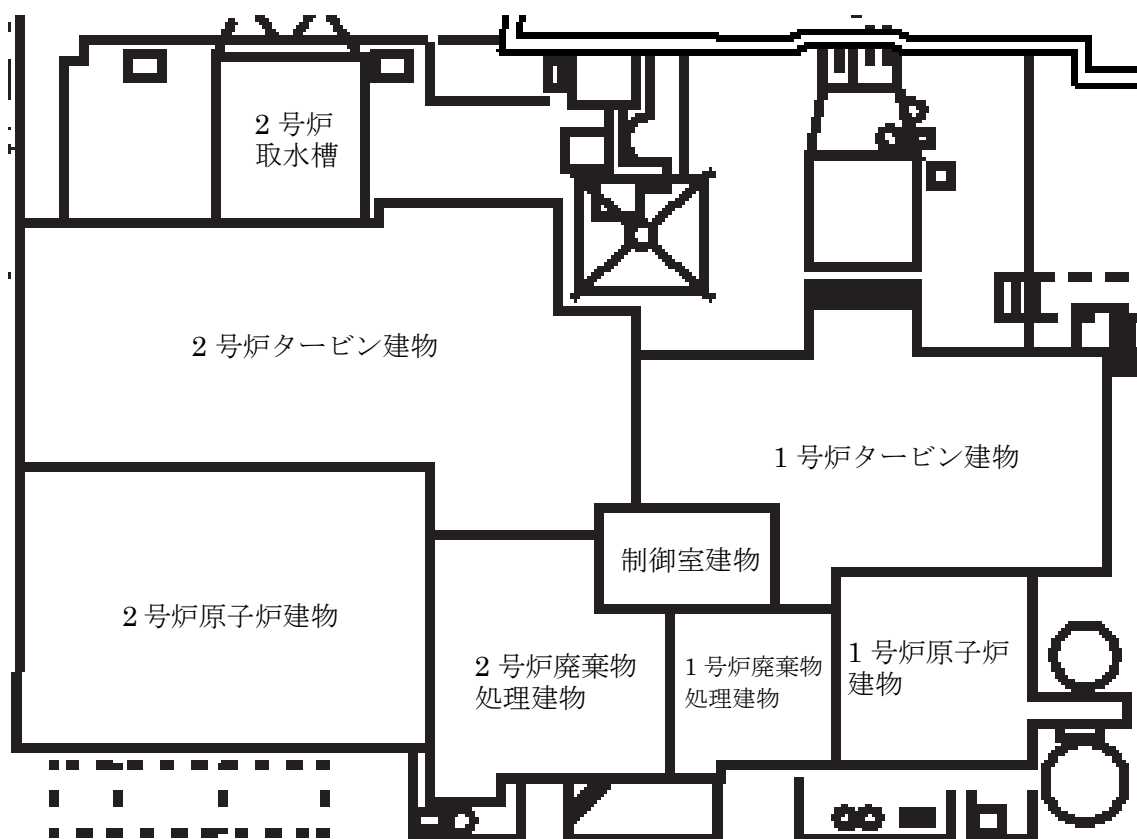 2 号炉
取水槽
2 号炉タービン建物
1 号炉タービン建物
制御室建物
2 号炉原子炉建物
2 号炉廃棄物
処理建物
1 号炉廃棄物
処理建物
1 号炉原子炉
建物